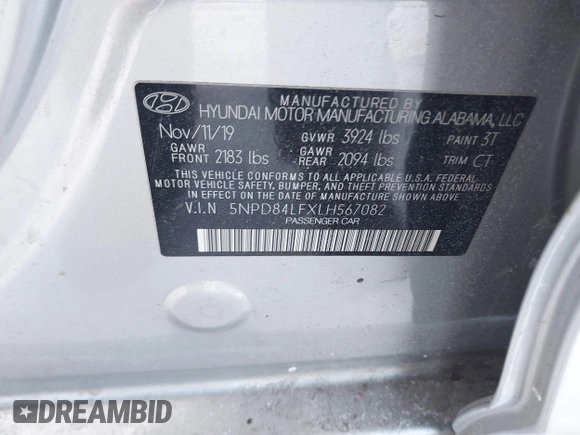 MANUFACTURED BY
HYUNDAI MOTOR MANUFACTURING ALABAMA, LLC
Nov/11/19 GVWR 3924 lbs PAINT 3T
GAWR FRONT 2183 lbs GAWR REAR 2094 lbs TRIM CT
THIS VEHICLE CONFORMS TO ALL APPLICABLE U.S.A. FEDERAL
MOTOR VEHICLE SAFETY, BUMPER, AND THEFT PREVENTION STANDARDS
IN EFFECT ON THE DATE OF MANUFACTURE SHOWN ABOVE.
V.I.N 5NPD84LFXLH567082
PASSENGER CAR
DREAMBID